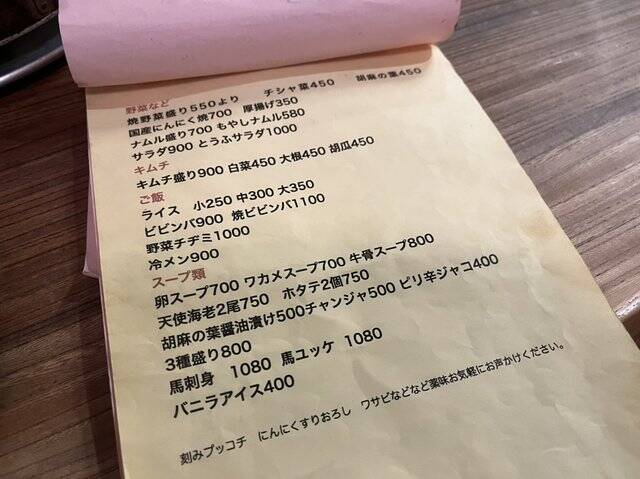 野菜など
焼野菜盛り550より チシャ菜450 胡麻の葉450
国産にんにく焼700 厚揚げ350
ナムル盛り700 もやしナムル580
サラダ900 とうふサラダ1000
キムチ
キムチ盛り900 白菜450 大根450 胡瓜450
ご飯
ライス 小250 中300 大350
ビビンバ900 焼ビビンバ1100
野菜チヂミ1000
冷メン900
スープ類
卵スープ700 ワカメスープ700 牛骨スープ800
天使海老2尾750 ホタテ2個750
胡麻の葉醤油漬け500チャンジャ500 ピリ辛ジャコ400
3種盛り800
馬刺身 1080 馬ユッケ 1080
バニラアイス400
刻みプッコチ にんにくすりおろし ワサビなどなど薬味お気軽にお声かけください。